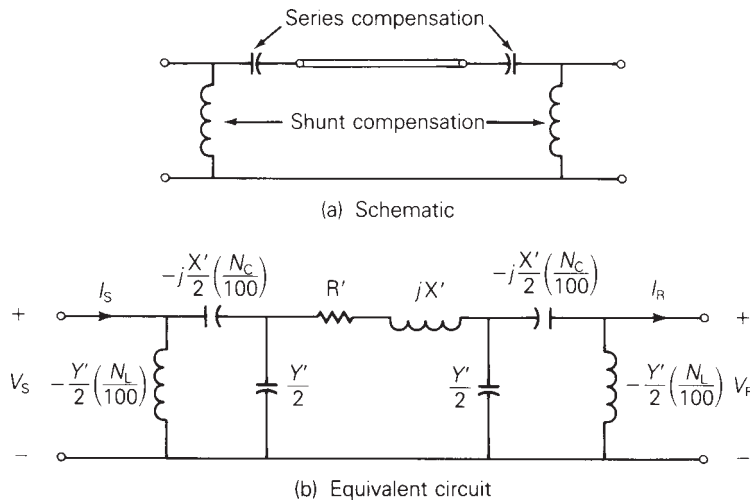 Series compensation
Shunt compensation
(a) Schematic
-j X'/2 (N_C/100)
-j X'/2 (N_C/100)
I_S
R'
jX'
I_R
+
+
V_S
-Y'/2 (N_L/100)
Y'/2
Y'/2
-Y'/2 (N_L/100)
V_R
−
−
(b) Equivalent circuit